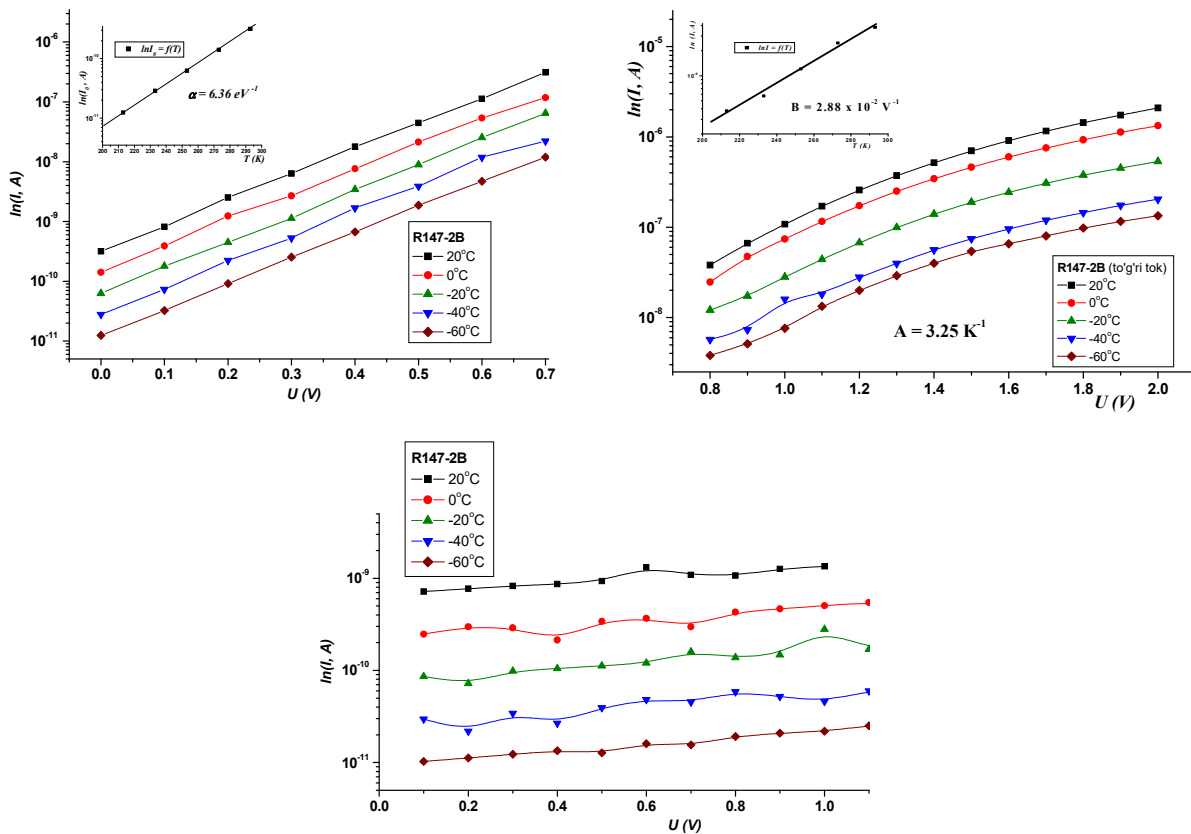 ln(I, A)
10⁻⁶
10⁻⁷
10⁻⁸
10⁻⁹
10⁻¹⁰
10⁻¹¹
0.0 0.1 0.2 0.3 0.4 0.5 0.6 0.7
U (V)
ln(I₀, A)
10⁻¹⁰
10⁻¹¹
lnI₀ = f(T)
α = 6.36 eV⁻¹
200 210 220 230 240 250 260 270 280 290 300
T (K)
R147-2B
20°C
0°C
-20°C
-40°C
-60°C
ln(I, A)
10⁻⁵
10⁻⁶
10⁻⁷
10⁻⁸
0.8 1.0 1.2 1.4 1.6 1.8 2.0
U (V)
ln (I, A)
lnI = f(T)
B = 2.88 x 10⁻² V⁻¹
200 220 240 260 280 300
T (K)
A = 3.25 K⁻¹
R147-2B (to'g'ri tok)
20°C
0°C
-20°C
-40°C
-60°C
R147-2B
20°C
0°C
-20°C
-40°C
-60°C
ln(I, A)
10⁻⁹
10⁻¹⁰
10⁻¹¹
0.0 0.2 0.4 0.6 0.8 1.0
U (V)